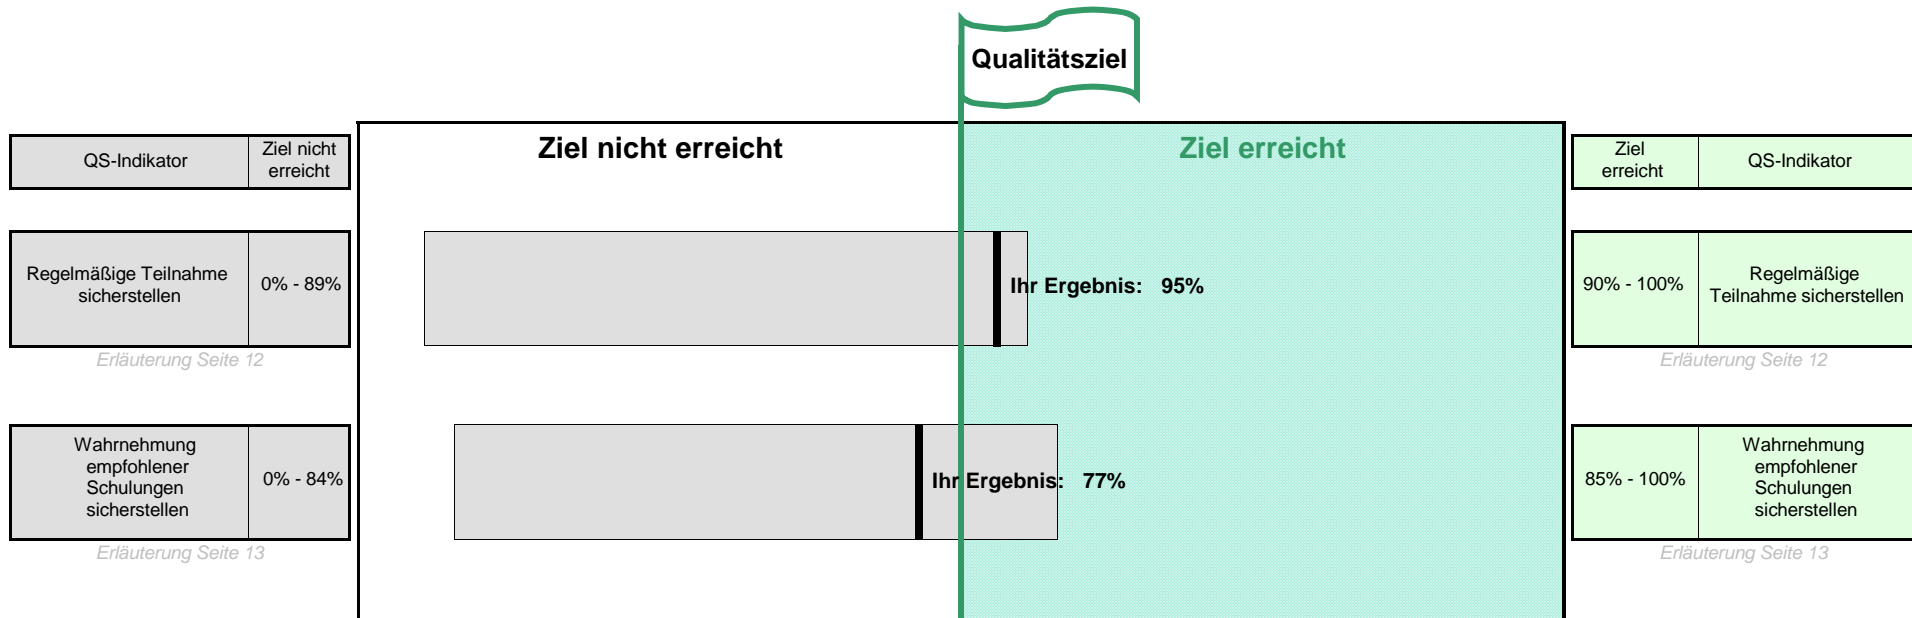 Qualitätsziel
Ziel nicht erreicht
Ziel erreicht
QS-Indikator
Ziel nicht
erreicht
Ziel
erreicht
QS-Indikator
Regelmäßige Teilnahme
sicherstellen
0% - 89%
Ihr Ergebnis: 95%
90% - 100%
Regelmäßige
Teilnahme sicherstellen
Erläuterung Seite 12
Erläuterung Seite 12
Wahrnehmung
empfohlener
Schulungen
sicherstellen
0% - 84%
Ihr Ergebnis: 77%
85% - 100%
Wahrnehmung
empfohlener
Schulungen
sicherstellen
Erläuterung Seite 13
Erläuterung Seite 13